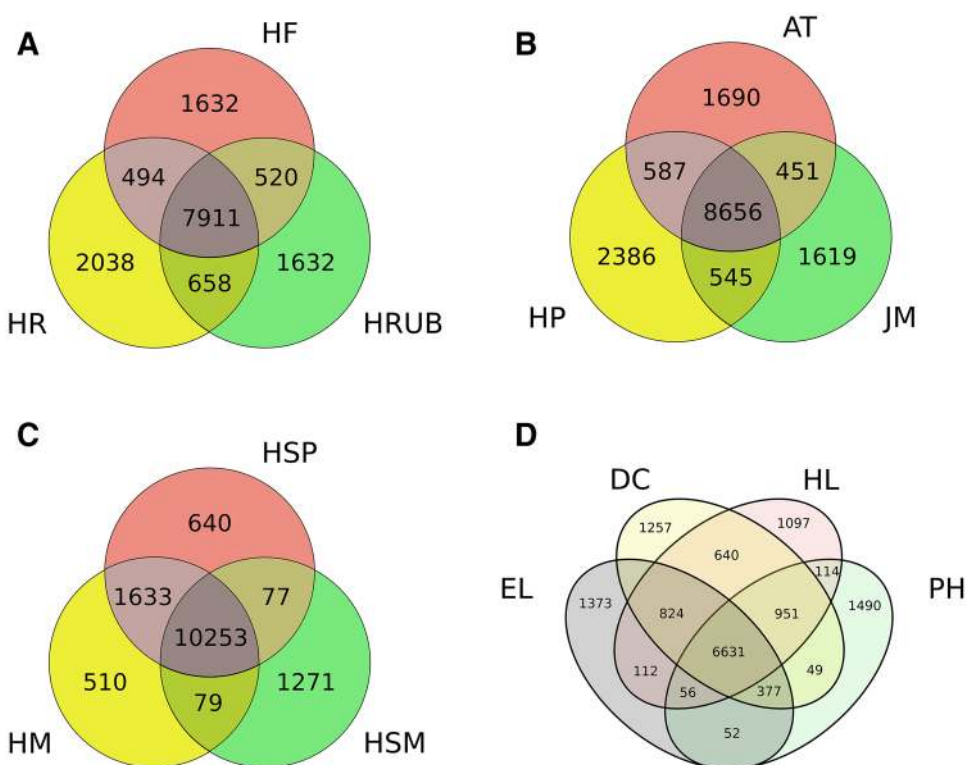 A
HF
1632
494
520
7911
2038
1632
658
HR
HRUB
B
AT
1690
587
451
8656
2386
1619
545
HP
JM
C
HSP
640
1633
77
10253
510
1271
79
HM
HSM
D
DC
HL
1257
1097
640
114
EL
PH
1373
1490
824
951
6631
112
49
56
377
52